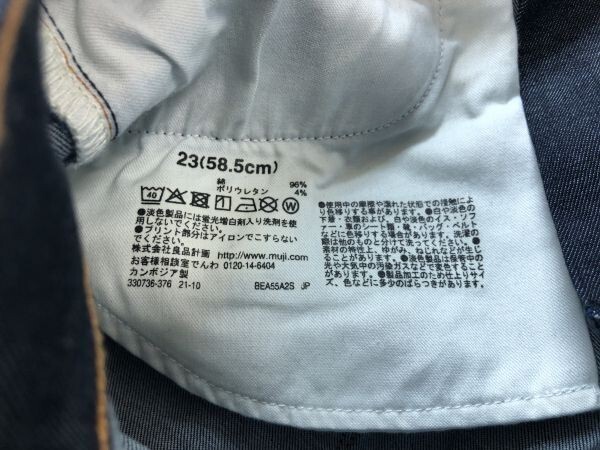 23(58.5cm)
綿 96%
ポリウレタン 4%
40
W
●淡色製品には蛍光増白剤入り洗剤を使
用しないでください。
●プリント部分はアイロンでこすらない
でください。
株式会社良品計画 http://www.muji.com
お客様相談室でんわ 0120-14-6404
カンボジア製
330736-376 21-10 BEA55A2S JP
●使用中の摩擦や濡れた状態での接触によ
り色移りする事があります。●白や淡色の
下着・衣類および、白や淡色のイス・ソファ
ー・車のシート類・靴・バッグ・ベルト
などに色移りする場合があります。洗濯の
際は他のものと分けて洗ってください。●
素材の特性上、ゆがみ、ねじれなどが生じ
ることがあります。●淡色製品は保管中の
光や大気中の汚染ガスなどで変色する事
があります。●製品加工のため仕上りサイ
ズ、色などに多少のばらつきがあります。